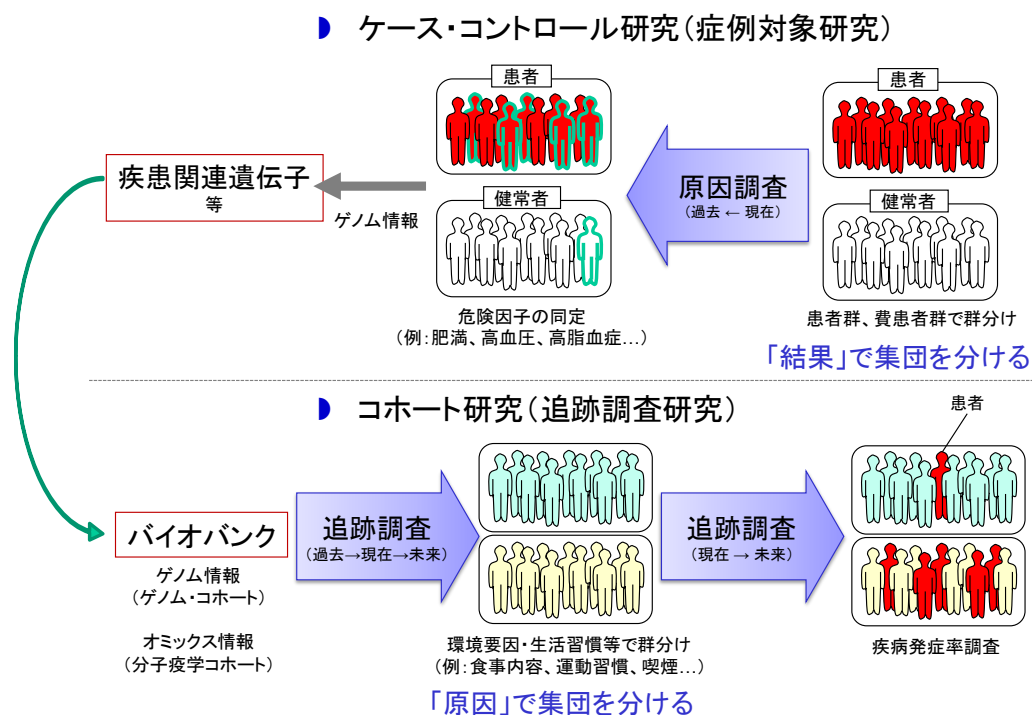 ケース・コントロール研究（症例対象研究）
患者
患者
疾患関連遺伝子
等
ゲノム情報
原因調査
（過去 ← 現在）
健常者
健常者
危険因子の同定
（例：肥満、高血圧、高脂血症…）
患者群、費患者群で群分け
「結果」で集団を分ける
コホート研究（追跡調査研究）
患者
バイオバンク
追跡調査
（過去→現在→未来）
追跡調査
（現在 → 未来）
ゲノム情報
（ゲノム・コホート）
オミックス情報
（分子疫学コホート）
環境要因・生活習慣等で群分け
（例：食事内容、運動習慣、喫煙…）
疾病発症率調査
「原因」で集団を分ける